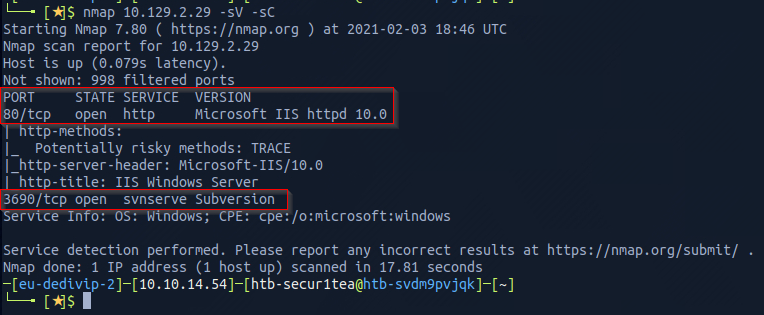 └─ [★]$ nmap 10.129.2.29 -sV -sC
Starting Nmap 7.80 ( https://nmap.org ) at 2021-02-03 18:46 UTC
Nmap scan report for 10.129.2.29
Host is up (0.079s latency).
Not shown: 998 filtered ports
PORT     STATE SERVICE  VERSION
80/tcp   open  http     Microsoft IIS httpd 10.0
| http-methods:
|_  Potentially risky methods: TRACE
|_http-server-header: Microsoft-IIS/10.0
|_http-title: IIS Windows Server
3690/tcp open  svnserve Subversion
Service Info: OS: Windows; CPE: cpe:/o:microsoft:windows

Service detection performed. Please report any incorrect results at https://nmap.org/submit/ .
Nmap done: 1 IP address (1 host up) scanned in 17.81 seconds
─[eu-dedivip-2]─[10.10.14.54]─[htb-secur1tea@htb-svdm9pvjqk]─[~]
└─ [★]$